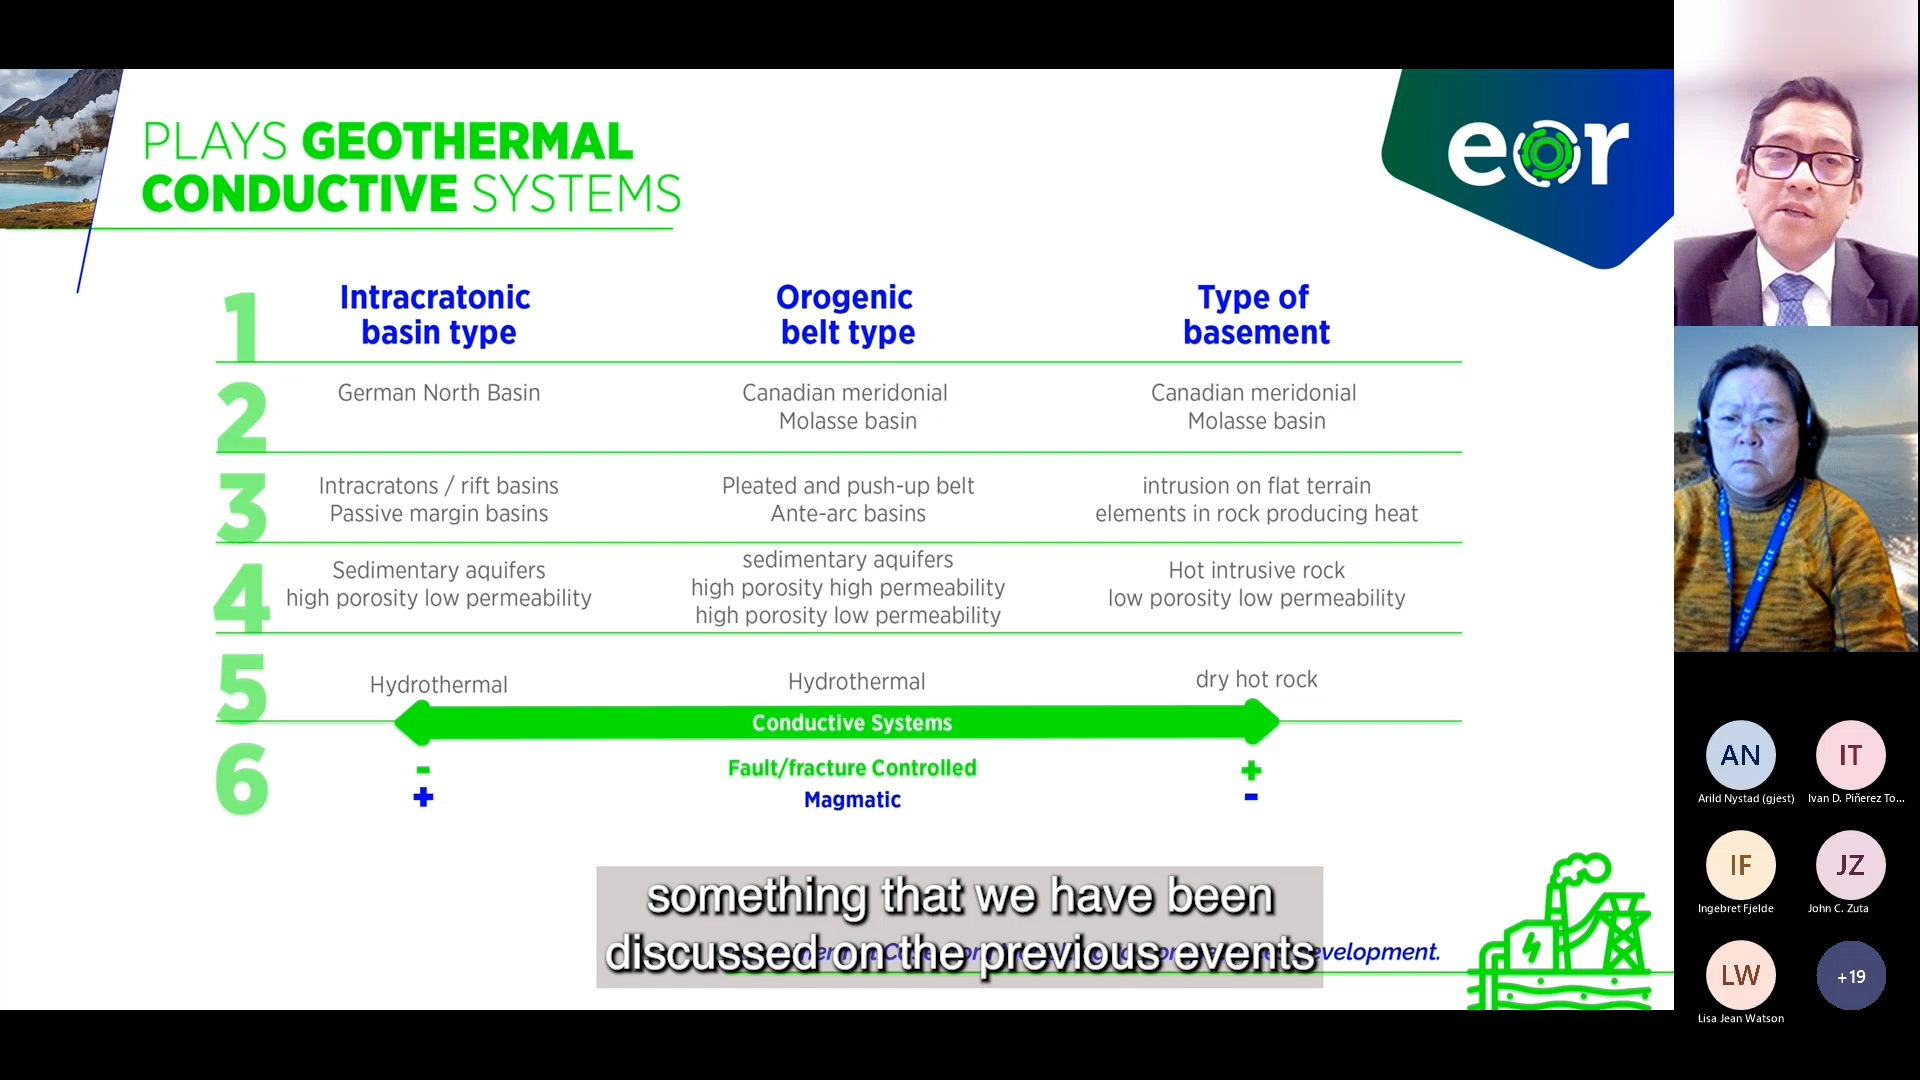 PLAYS GEOTHERMAL
CONDUCTIVE SYSTEMS
eor
1
Intracratonic
basin type
Orogenic
belt type
Type of
basement
2
German North Basin
Canadian meridonial
Molasse basin
Canadian meridonial
Molasse basin
3
Intracratons / rift basins
Passive margin basins
Pleated and push-up belt
Ante-arc basins
intrusion on flat terrain
elements in rock producing heat
4
Sedimentary aquifers
high porosity low permeability
sedimentary aquifers
high porosity high permeability
high porosity low permeability
Hot intrusive rock
low porosity low permeability
5
Hydrothermal
Hydrothermal
dry hot rock
Conductive Systems
6
- Fault/fracture Controlled +
+ Magmatic -
something that we have been
discussed on the previous events
evelopment.
NORCE
AN
Arild Nystad (gjest)
IT
Ivan D. Piñerez To...
IF
Ingebret Fjelde
JZ
John C. Zuta
LW
Lisa Jean Watson
+19